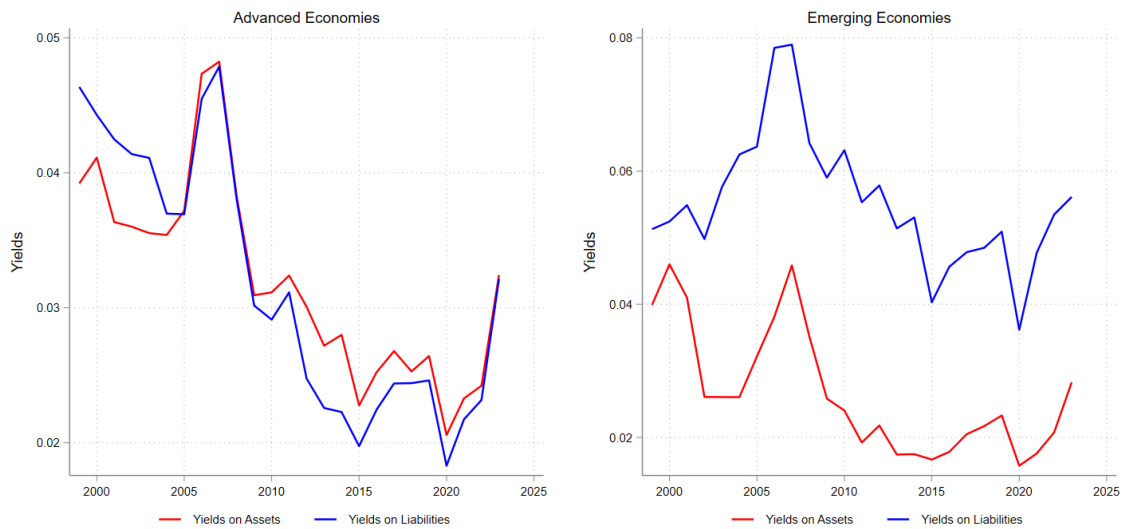 Advanced Economies
0.05
0.04
0.03
0.02
Yields
2000 2005 2010 2015 2020 2025
Yields on Assets Yields on Liabilities
Emerging Economies
0.08
0.06
0.04
0.02
Yields
2000 2005 2010 2015 2020 2025
Yields on Assets Yields on Liabilities